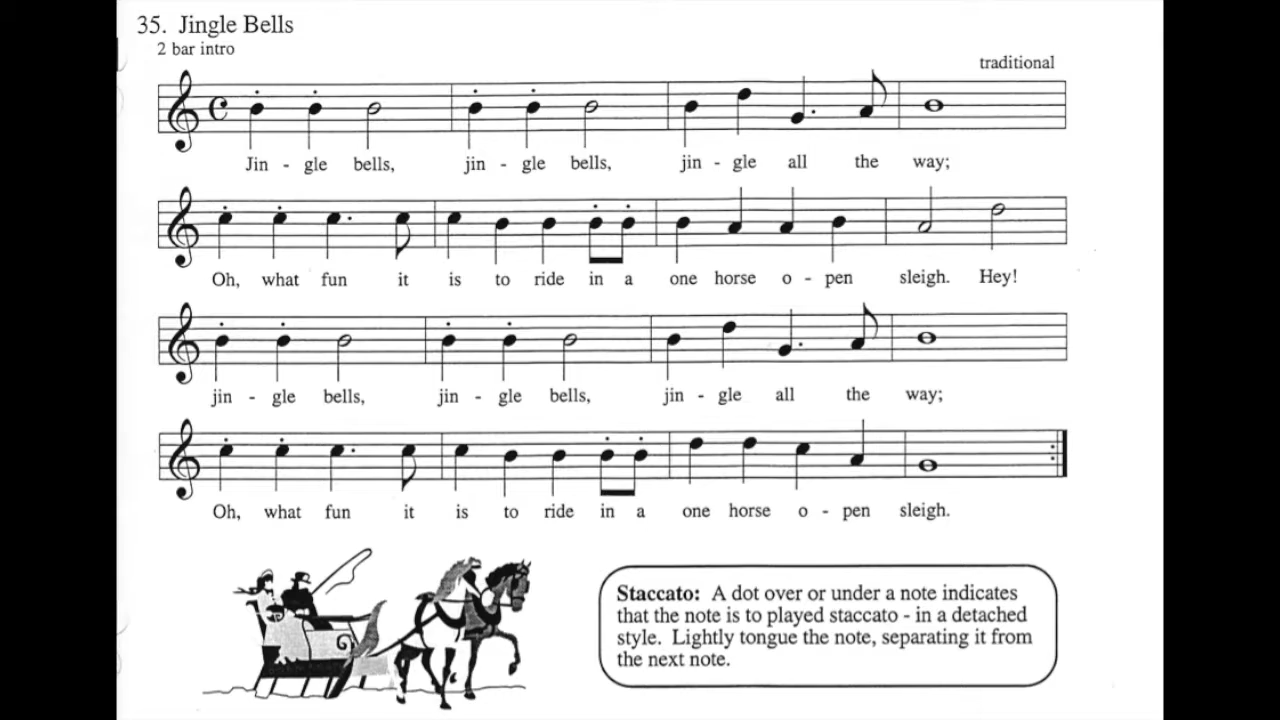 35. Jingle Bells
2 bar intro
traditional
Jin - gle bells, jin - gle bells, jin - gle all the way;
Oh, what fun it is to ride in a one horse o - pen sleigh. Hey!
jin - gle bells, jin - gle bells, jin - gle all the way;
Oh, what fun it is to ride in a one horse o - pen sleigh.
Staccato: A dot over or under a note indicates
that the note is to played staccato - in a detached
style. Lightly tongue the note, separating it from
the next note.